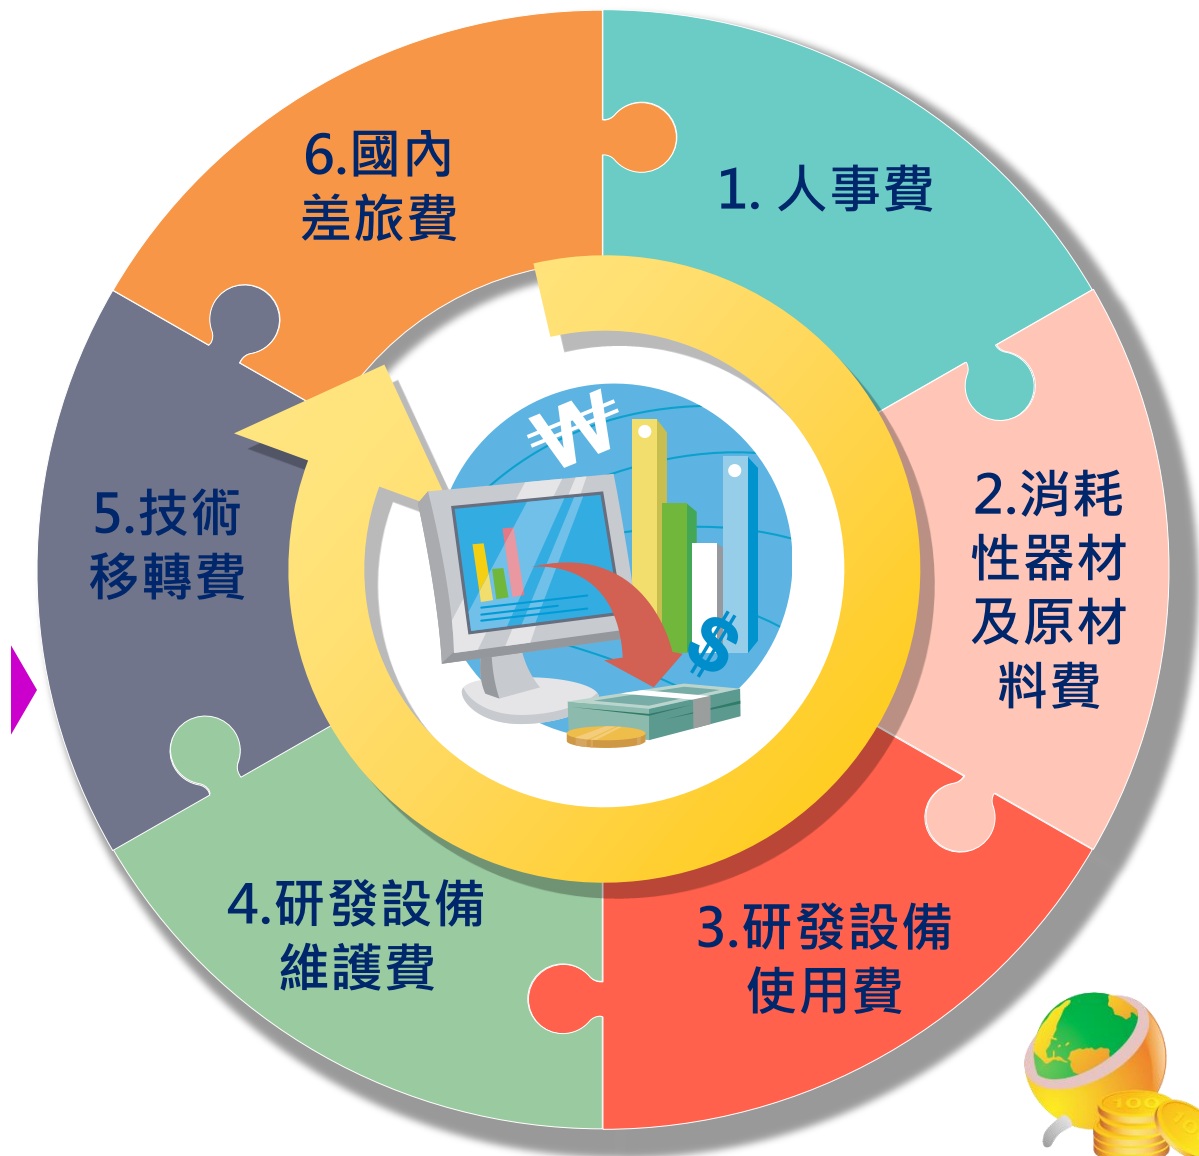 1. 人事費
2.消耗
性器材
及原材
料費
3.研發設備
使用費
4.研發設備
維護費
5.技術
移轉費
6.國內
差旅費
₩
$
100
10